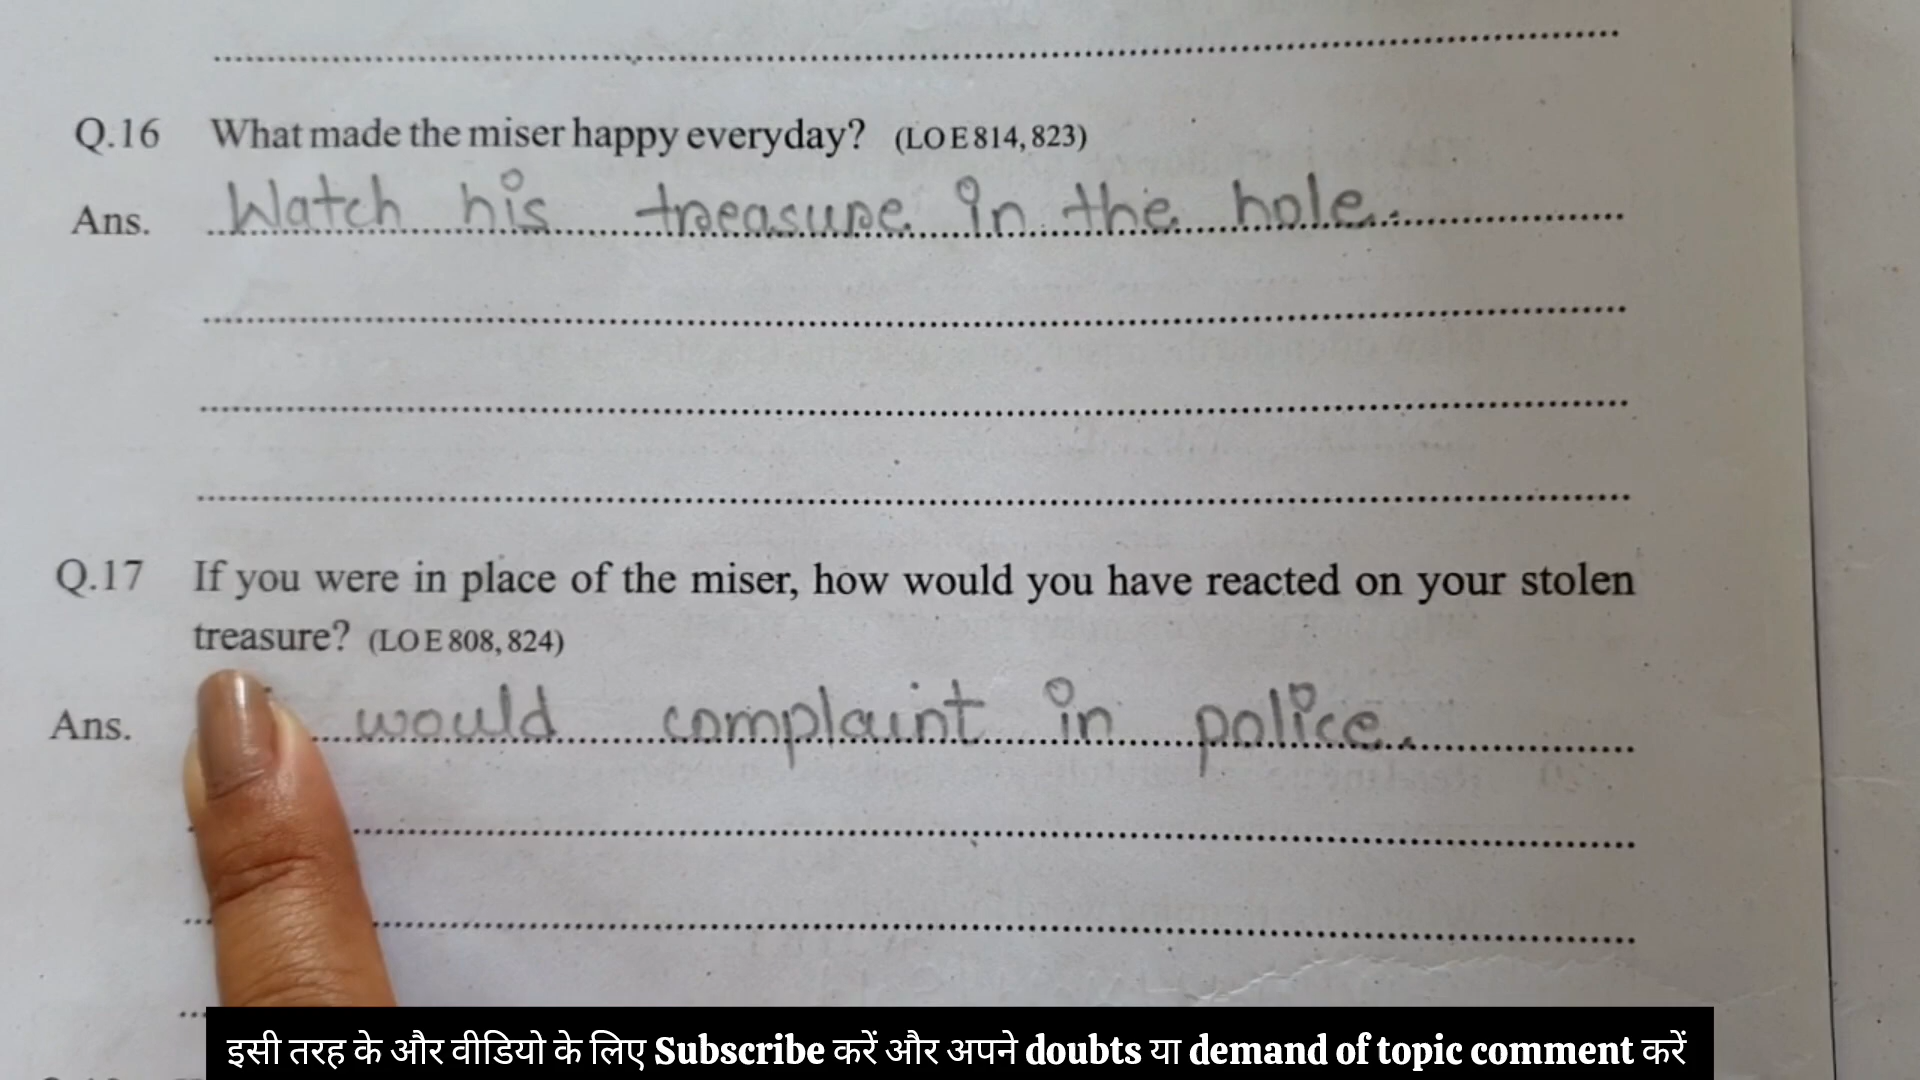 Q.16 What made the miser happy everyday? (LO E 814, 823)
Ans. Watch his treasure in the hole.
Q.17 If you were in place of the miser, how would you have reacted on your stolen
treasure? (LO E 808, 824)
Ans. would complaint in police.
इसी तरह के और वीडियो के लिए Subscribe करें और अपने doubts या demand of topic comment करें